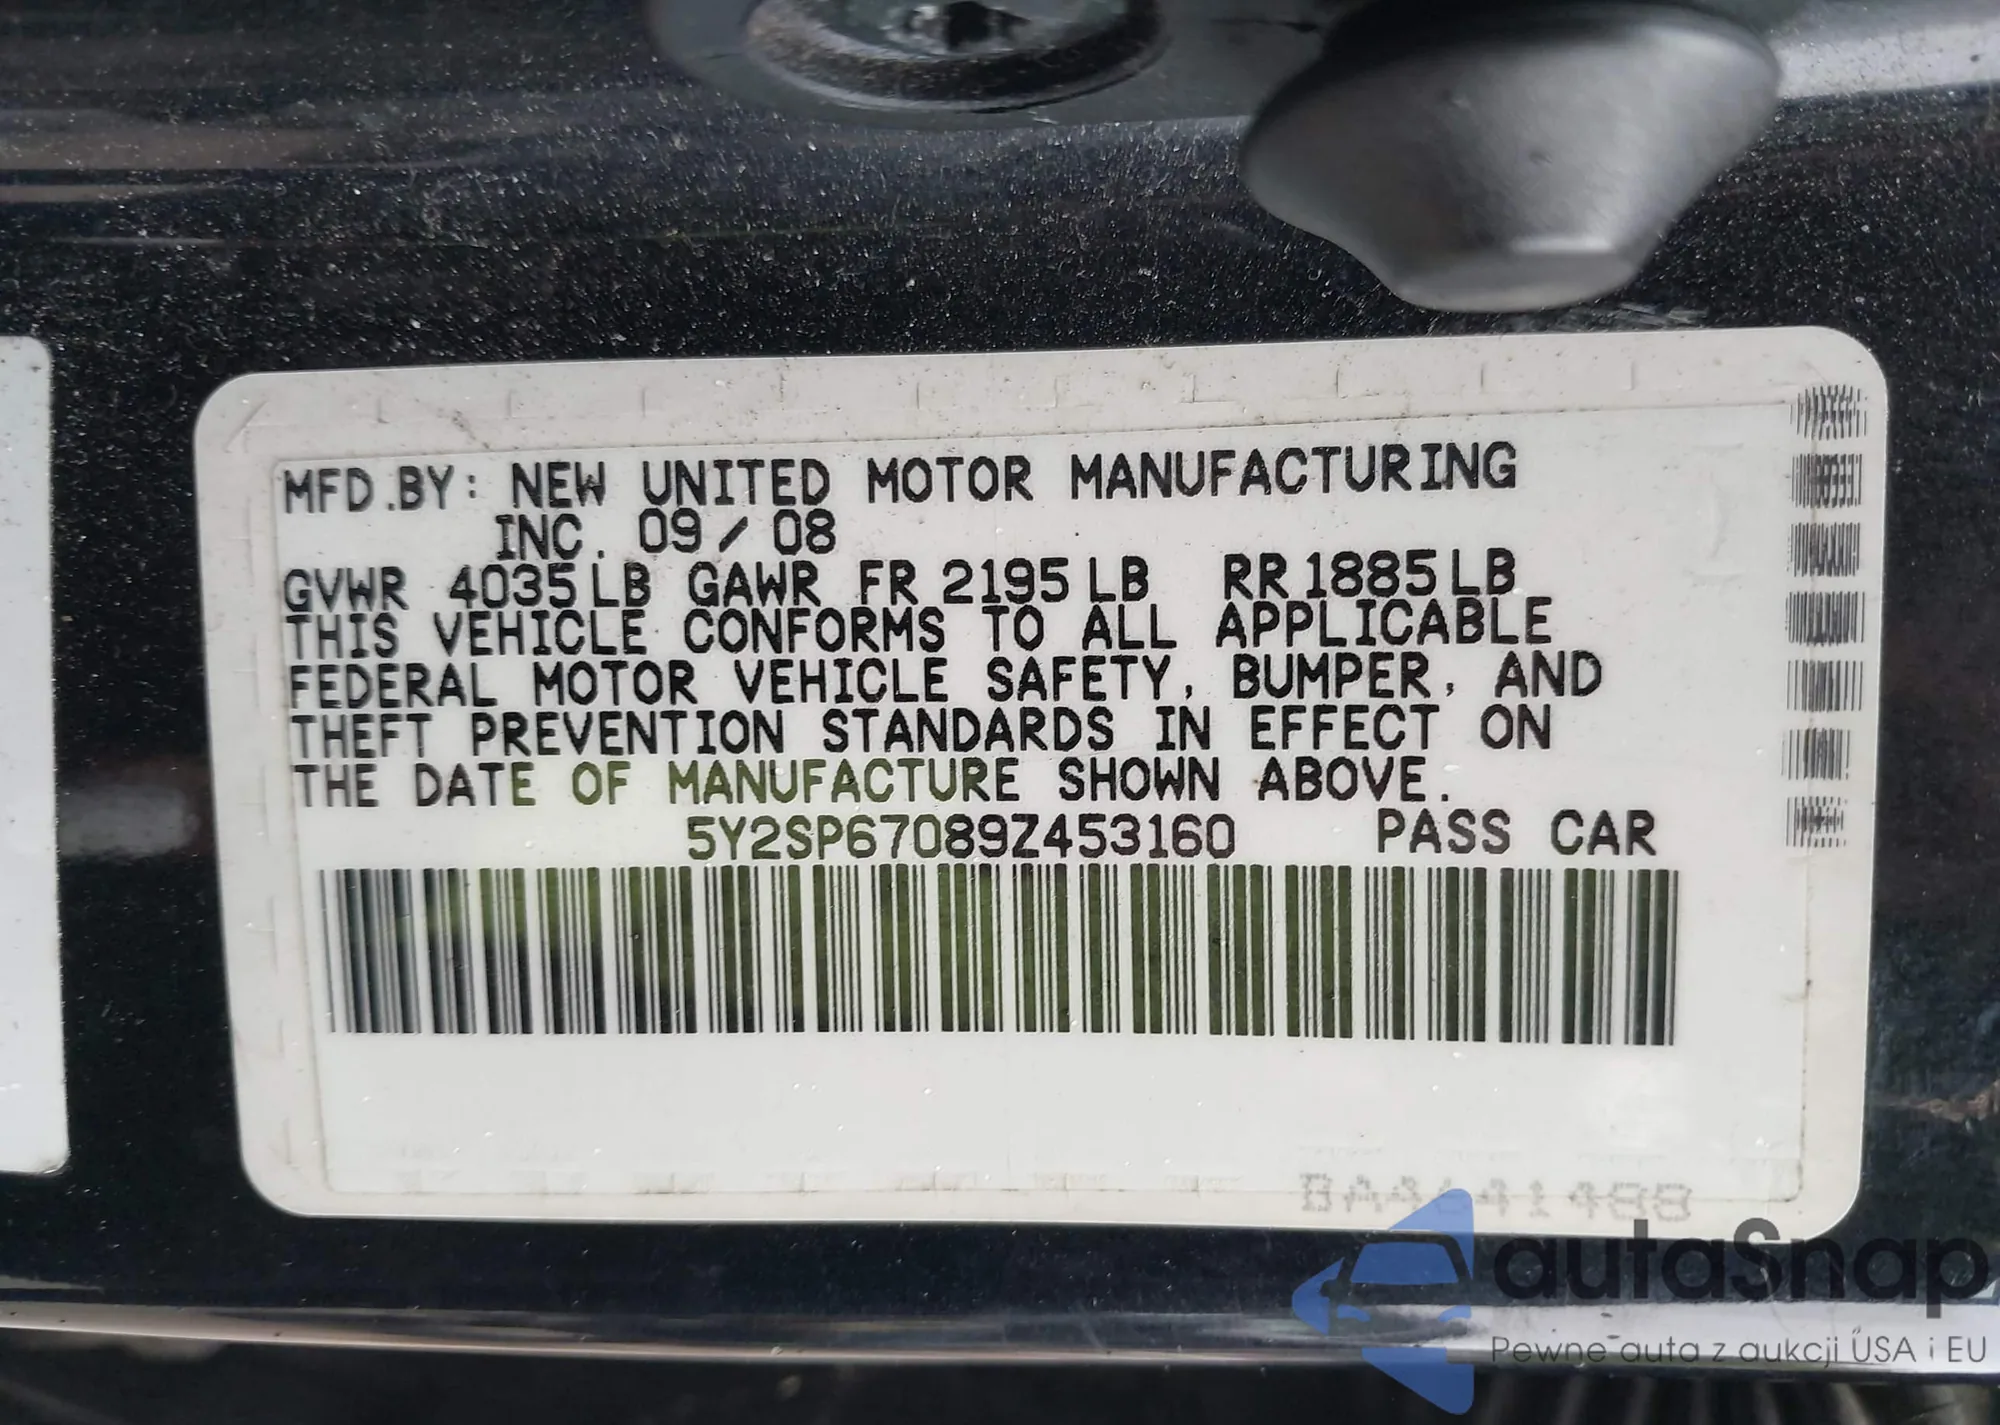 MFD.BY: NEW UNITED MOTOR MANUFACTURING
INC. 09/08
GVWR 4035LB GAWR FR 2195LB RR1885LB
THIS VEHICLE CONFORMS TO ALL APPLICABLE
FEDERAL MOTOR VEHICLE SAFETY, BUMPER, AND
THEFT PREVENTION STANDARDS IN EFFECT ON
THE DATE OF MANUFACTURE SHOWN ABOVE.
5Y2SP67089Z453160 PASS CAR
autaSnap
Pewne auta z aukcji USA i EU